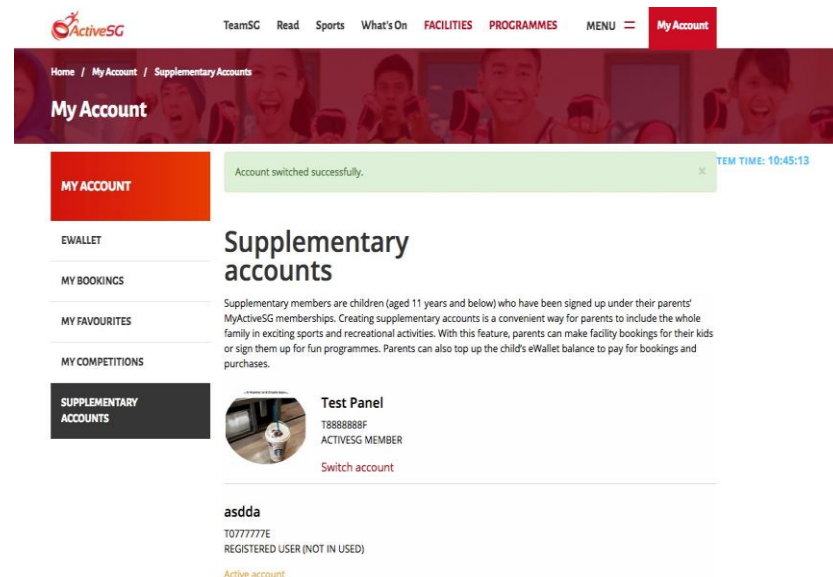 ActiveSG
TeamSG Read Sports What's On FACILITIES PROGRAMMES MENU My Account
Home / My Account / Supplementary Accounts
My Account
TEM TIME: 10:45:13
MY ACCOUNT
Account switched successfully. ×
EWALLET
MY BOOKINGS
MY FAVOURITES
MY COMPETITIONS
SUPPLEMENTARY
ACCOUNTS
Supplementary
accounts
Supplementary members are children (aged 11 years and below) who have been signed up under their parents'
MyActiveSG memberships. Creating supplementary accounts is a convenient way for parents to include the whole
family in exciting sports and recreational activities. With this feature, parents can make facility bookings for their kids
or sign them up for fun programmes. Parents can also top up the child's eWallet balance to pay for bookings and
purchases.
Test Panel
T8888888F
ACTIVESG MEMBER
Switch account
asdda
T0777777E
REGISTERED USER (NOT IN USED)
Active account